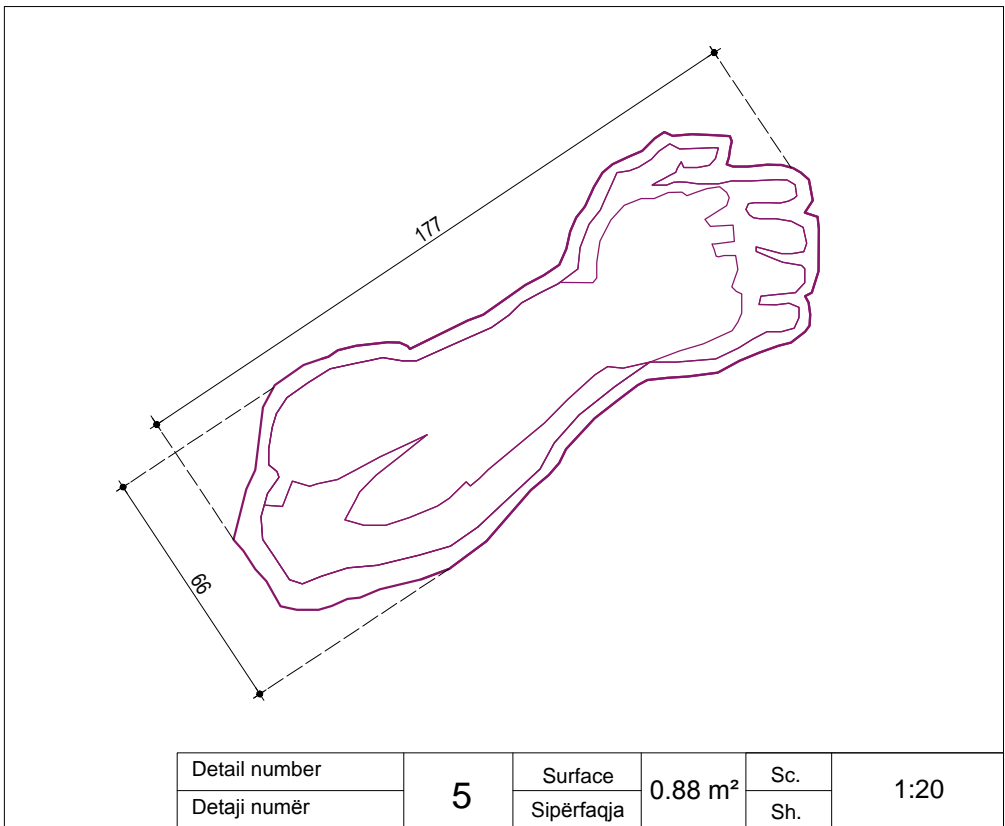 177
66
Detail number
Detaji numër
5
Surface
Sipërfaqja
0.88 m²
Sc.
Sh.
1:20